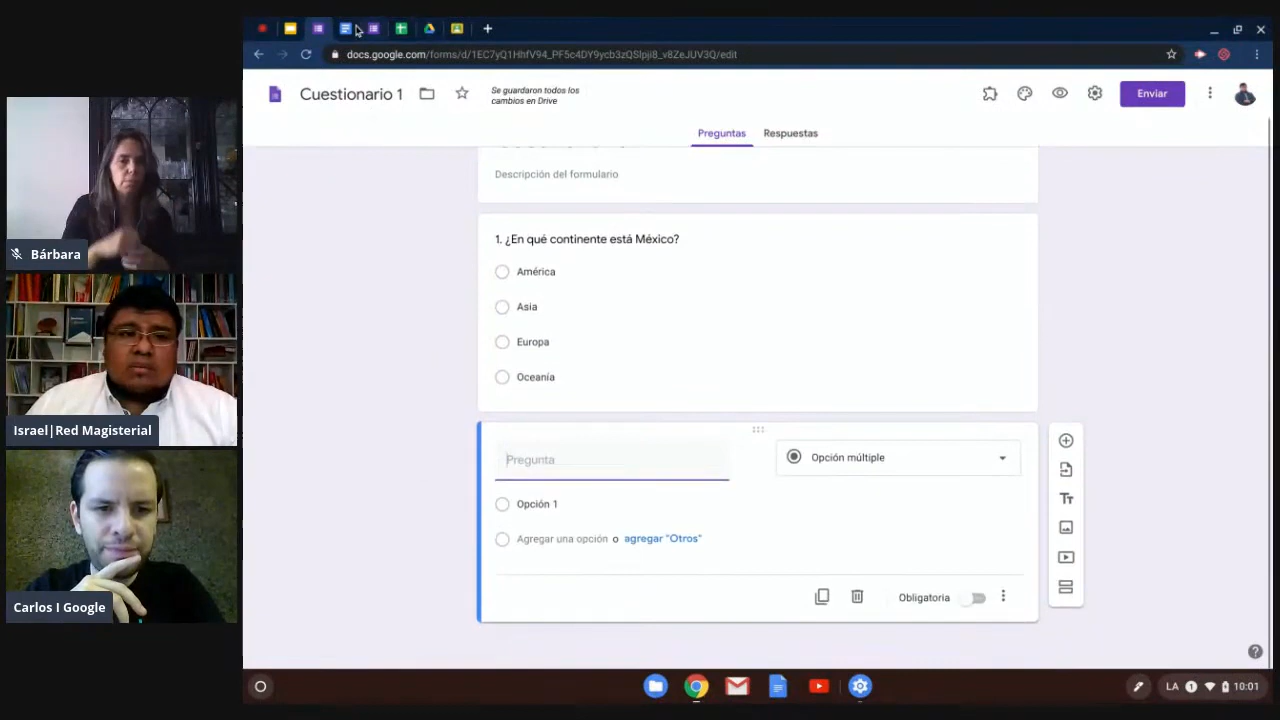 docs.google.com/forms/d/1EC7yQ1HhfV94_PF5c4DY9ycb3zQSlpji8_v8ZeJUV3Q/edit
Cuestionario 1
Se guardaron todos los
cambios en Drive
Enviar
Preguntas
Respuestas
Descripción del formulario
1. ¿En qué continente está México?
América
Asia
Europa
Oceanía
Pregunta
Opción múltiple
Opción 1
Agregar una opción o agregar "Otros"
Obligatoria
Bárbara
Israel|Red Magisterial
Carlos I Google
LA
10:01